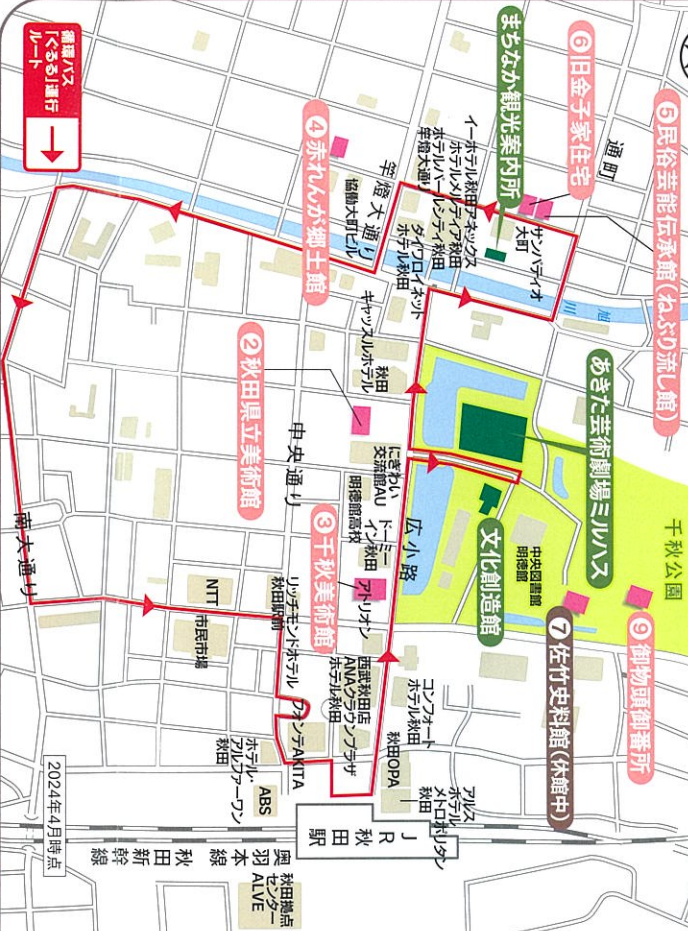 循環バス
「ぐるる」運行
ルート
⑤民俗芸能伝承館(ねぶり流し館)
⑥旧金子家住宅
まちなか観光案内所
通町
イーホテル秋田アネックス
ホテルメルディア秋田
ホテルパールシティ秋田
竿燈大通り
サンパティオ
大町
旭
川
④赤れんが郷土館
竿燈大通り
協働大町ビル
ダイワロイネット
ホテル秋田
秋田
キャッスルホテル
②秋田県立美術館
中央通り
にぎわい
交流館AU
明徳館高校
ドーミー
イン秋田
広小路
あきた芸術劇場ミルハス
文化創造館
中央図書館
明徳館
千秋公園
⑨御物頭御番所
⑦佐竹史料館(休館中)
③千秋美術館
アトリオン
南大通り
NTT
市民市場
リッチモンドホテル
秋田駅前
フォンテAKITA
西武秋田店
ANAクラウンプラザ
ホテル秋田
コンフォート
ホテル秋田
秋田OPA
アルス
ホテル
メトロポリタン
秋田
ホテル・
アルファーワン
秋田
ABS
JR
秋田
駅
奥羽本線
秋田新幹線
秋田拠点
センター
ALVE
2024年4月時点